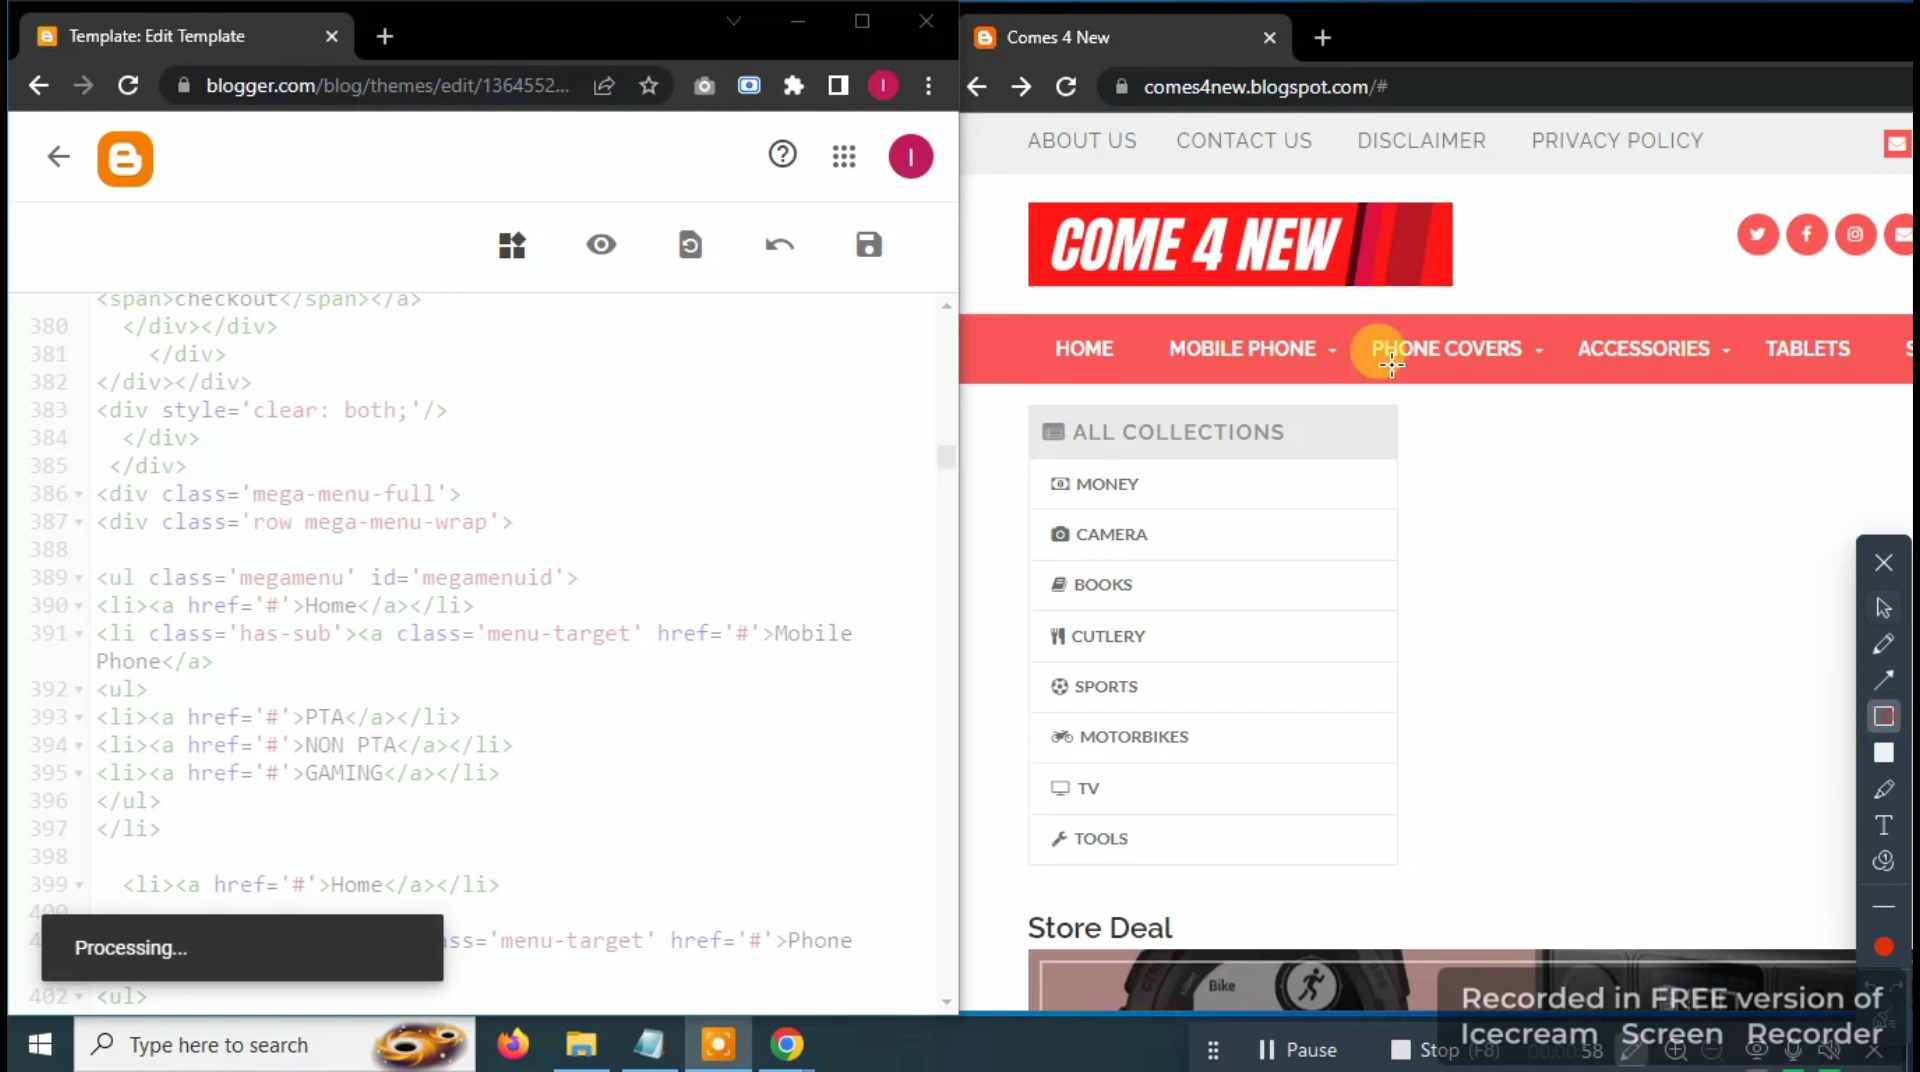 Template: Edit Template
blogger.com/blog/themes/edit/1364552...
I
I
<span>checkout</span></a>
380 </div></div>
381 </div>
382 </div></div>
383 <div style='clear: both;'/>
384 </div>
385 </div>
386 <div class='mega-menu-full'>
387 <div class='row mega-menu-wrap'>
388
389 <ul class='megamenu' id='megamenuid'>
390 <li><a href='#'>Home</a></li>
391 <li class='has-sub'><a class='menu-target' href='#'>Mobile
Phone</a>
392 <ul>
393 <li><a href='#'>PTA</a></li>
394 <li><a href='#'>NON PTA</a></li>
395 <li><a href='#'>GAMING</a></li>
396 </ul>
397 </li>
398
399 <li><a href='#'>Home</a></li>
400
ass='menu-target' href='#'>Phone
402 <ul>
Processing...
Comes 4 New
comes4new.blogspot.com/#
ABOUT US CONTACT US DISCLAIMER PRIVACY POLICY
COME 4 NEW
HOME MOBILE PHONE PHONE COVERS ACCESSORIES TABLETS
ALL COLLECTIONS
MONEY
CAMERA
BOOKS
CUTLERY
SPORTS
MOTORBIKES
TV
TOOLS
Store Deal
Bike
Recorded in FREE version of
Icecream Screen Recorder
Type here to search
Pause
Stop (F8)
00:00:58